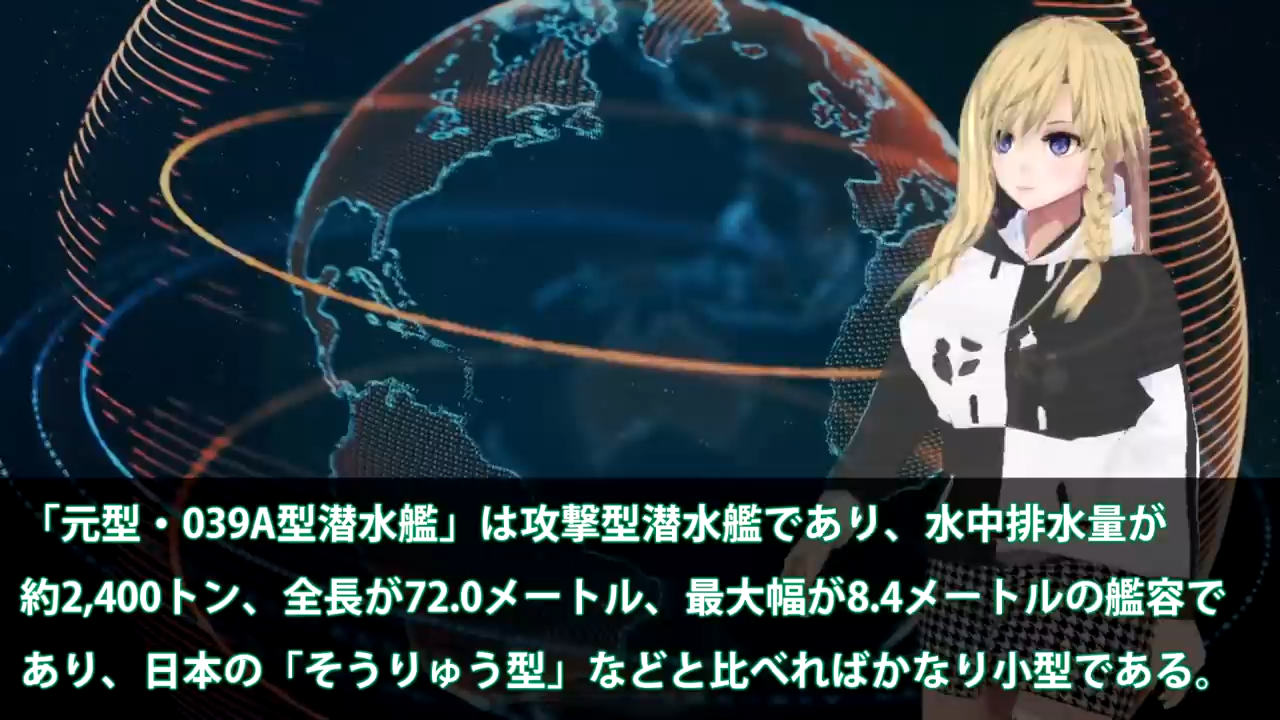 「元型・039A型潜水艦」は攻撃型潜水艦であり、水中排水量が
約2,400トン、全長が72.0メートル、最大幅が8.4メートルの艦容で
あり、日本の「そうりゅう型」などと比べればかなり小型である。